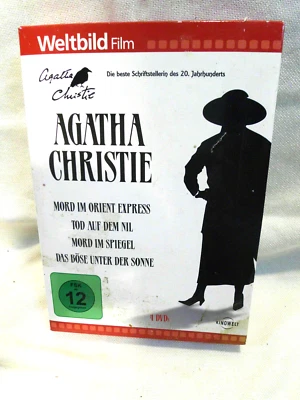 Weltbild Film
Agatha
Christie
Die beste Schriftstellerin des 20. Jahrhunderts
AGATHA
CHRISTIE
MORD IM ORIENT EXPRESS
TOD AUF DEM NIL
MORD IM SPIEGEL
DAS BÖSE UNTER DER SONNE
FSK
12
4 DVDs
KINOWELT